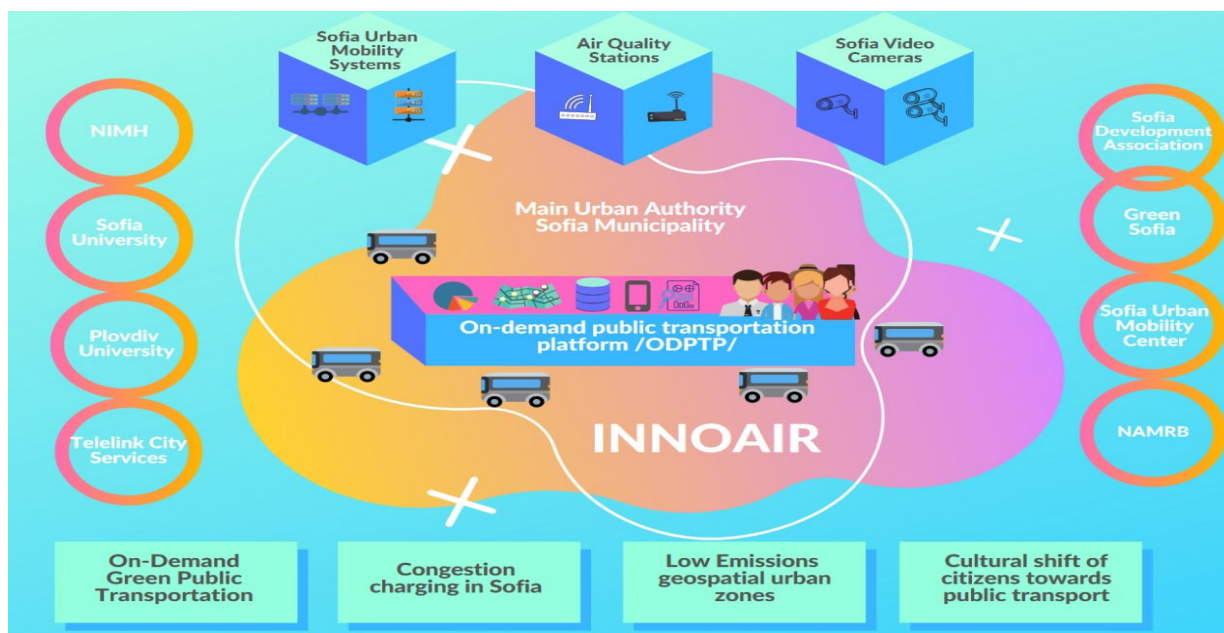 Sofia Urban
Mobility
Systems
Air Quality
Stations
Sofia Video
Cameras
NIMH
Sofia
University
Plovdiv
University
Telelink City
Services
Main Urban Authority
Sofia Municipality
On-demand public transportation
platform /ODPTP/
INNOAIR
Sofia
Development
Association
Green
Sofia
Sofia Urban
Mobility
Center
NAMRB
On-Demand
Green Public
Transportation
Congestion
charging in Sofia
Low Emissions
geospatial urban
zones
Cultural shift of
citizens towards
public transport